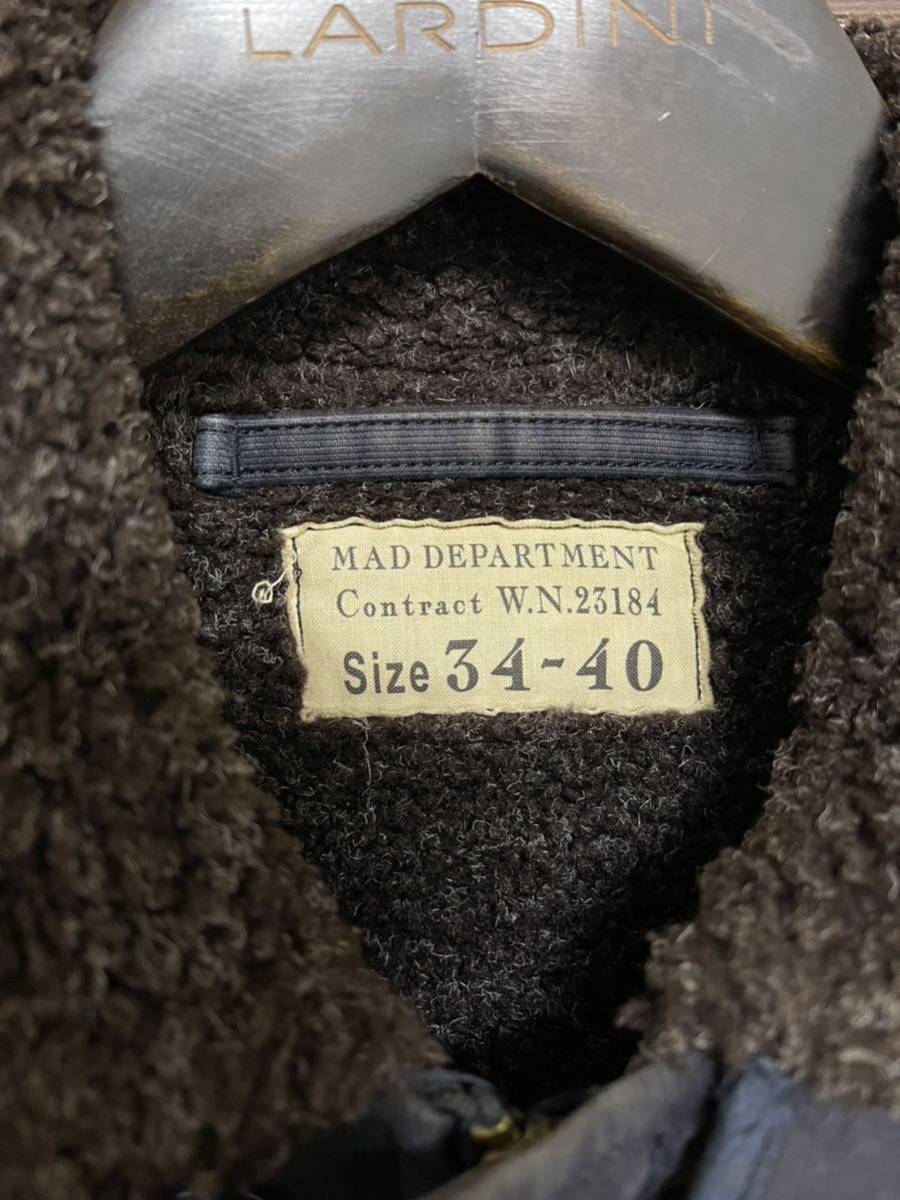 LARDINI
MAD DEPARTMENT
Contract W.N.23184
Size 34-40